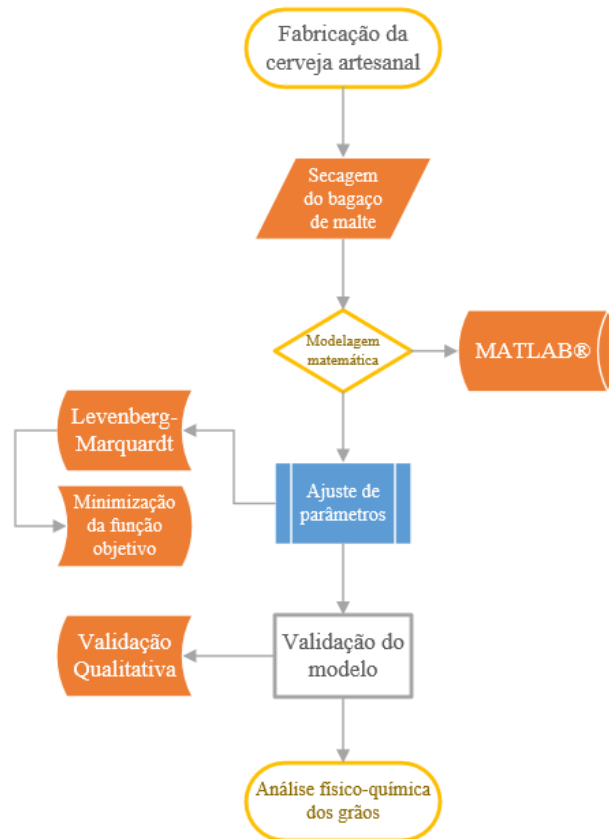 Fabricação da
cerveja artesanal
Secagem
do bagaço
de malte
Modelagem
matemática
MATLAB®
Levenberg-
Marquardt
Ajuste de
parâmetros
Minimização
da função
objetivo
Validação do
modelo
Validação
Qualitativa
Análise físico-química
dos grãos